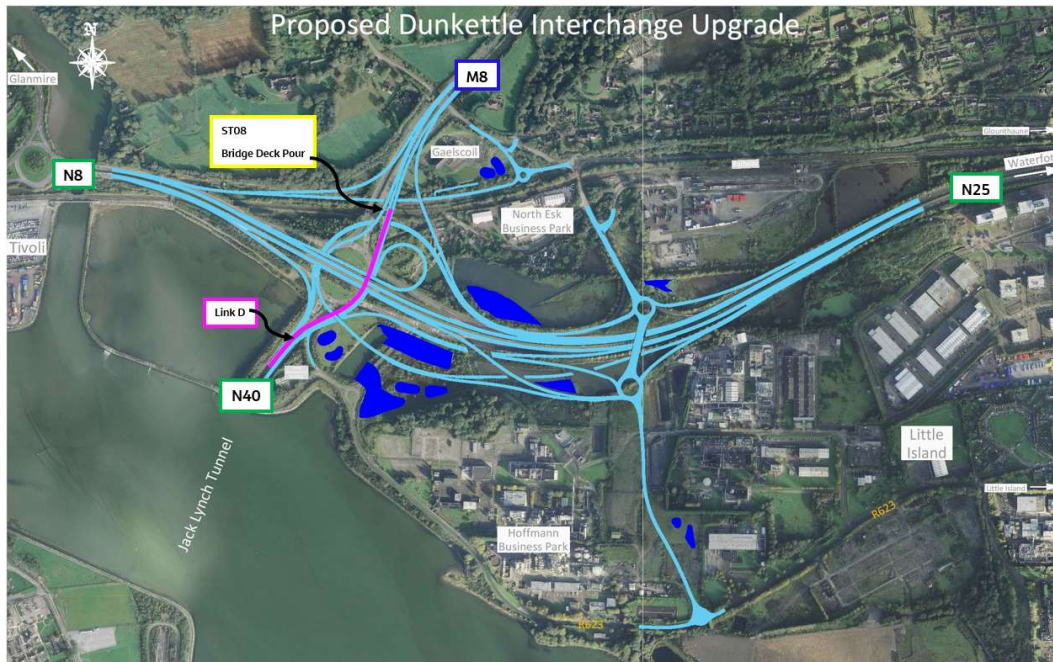 Proposed Dunkettle Interchange Upgrade
N
Glanmire
M8
ST08
Bridge Deck Pour
Gaelscoil
Glounthaune
N8
Waterfor
N25
North Esk
Business Park
Tivoli
Link D
N40
Jack Lynch Tunnel
Little
Island
Little Island
R623
Hoffmann
Business Park
R623